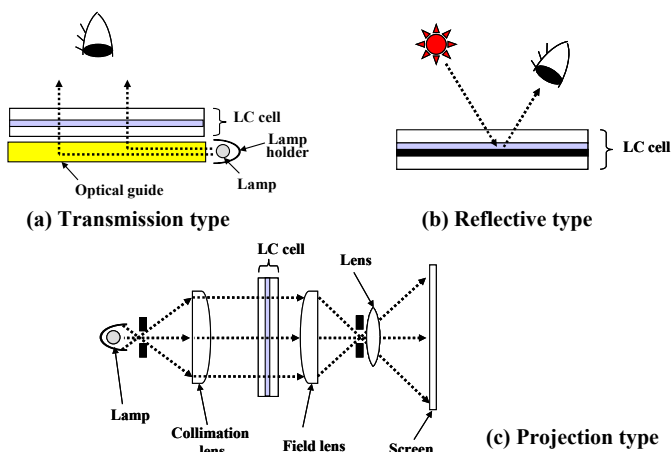 LC cell
Lamp
holder
Lamp
Optical guide
(a) Transmission type
LC cell
(b) Reflective type
LC cell
Lens
Lamp
Collimation
lens
Field lens
Screen
(c) Projection type